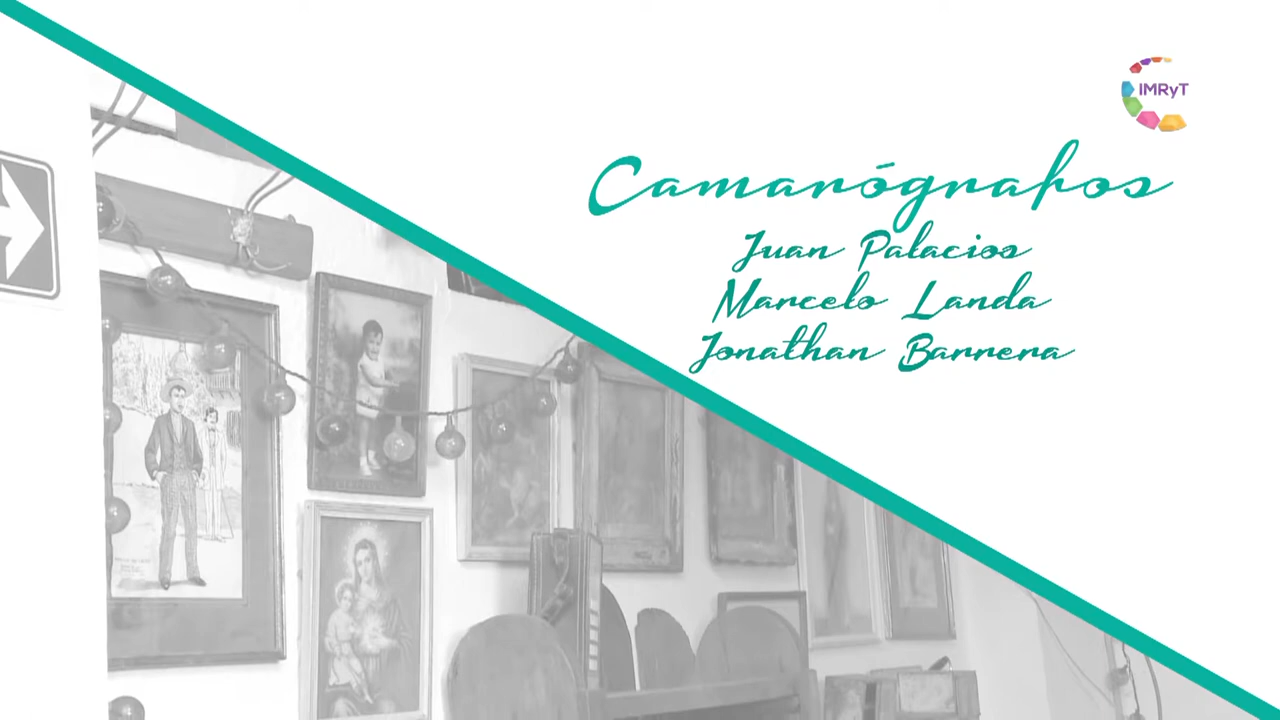 IMRyT
Camarógrafos
Juan Palacios
Marcelo Landa
Jonathan Barrera